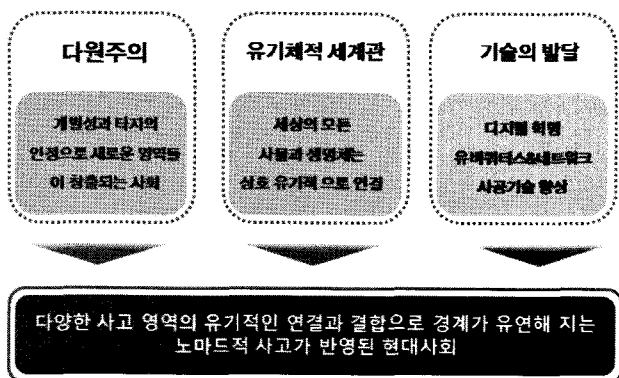 다원주의
개방성과 타자의
인정으로 새로운 영역들
이 창출되는 사회
유기체적 세계관
세상의 모든
사물과 생명체는
상호 유기적 으로 연결
기술의 발달
디지털 혁명
유비쿼터스&네트워크
시공기술 향상
다양한 사고 영역의 유기적인 연결과 결합으로 경계가 유연해 지는
노마드적 사고가 반영된 현대사회